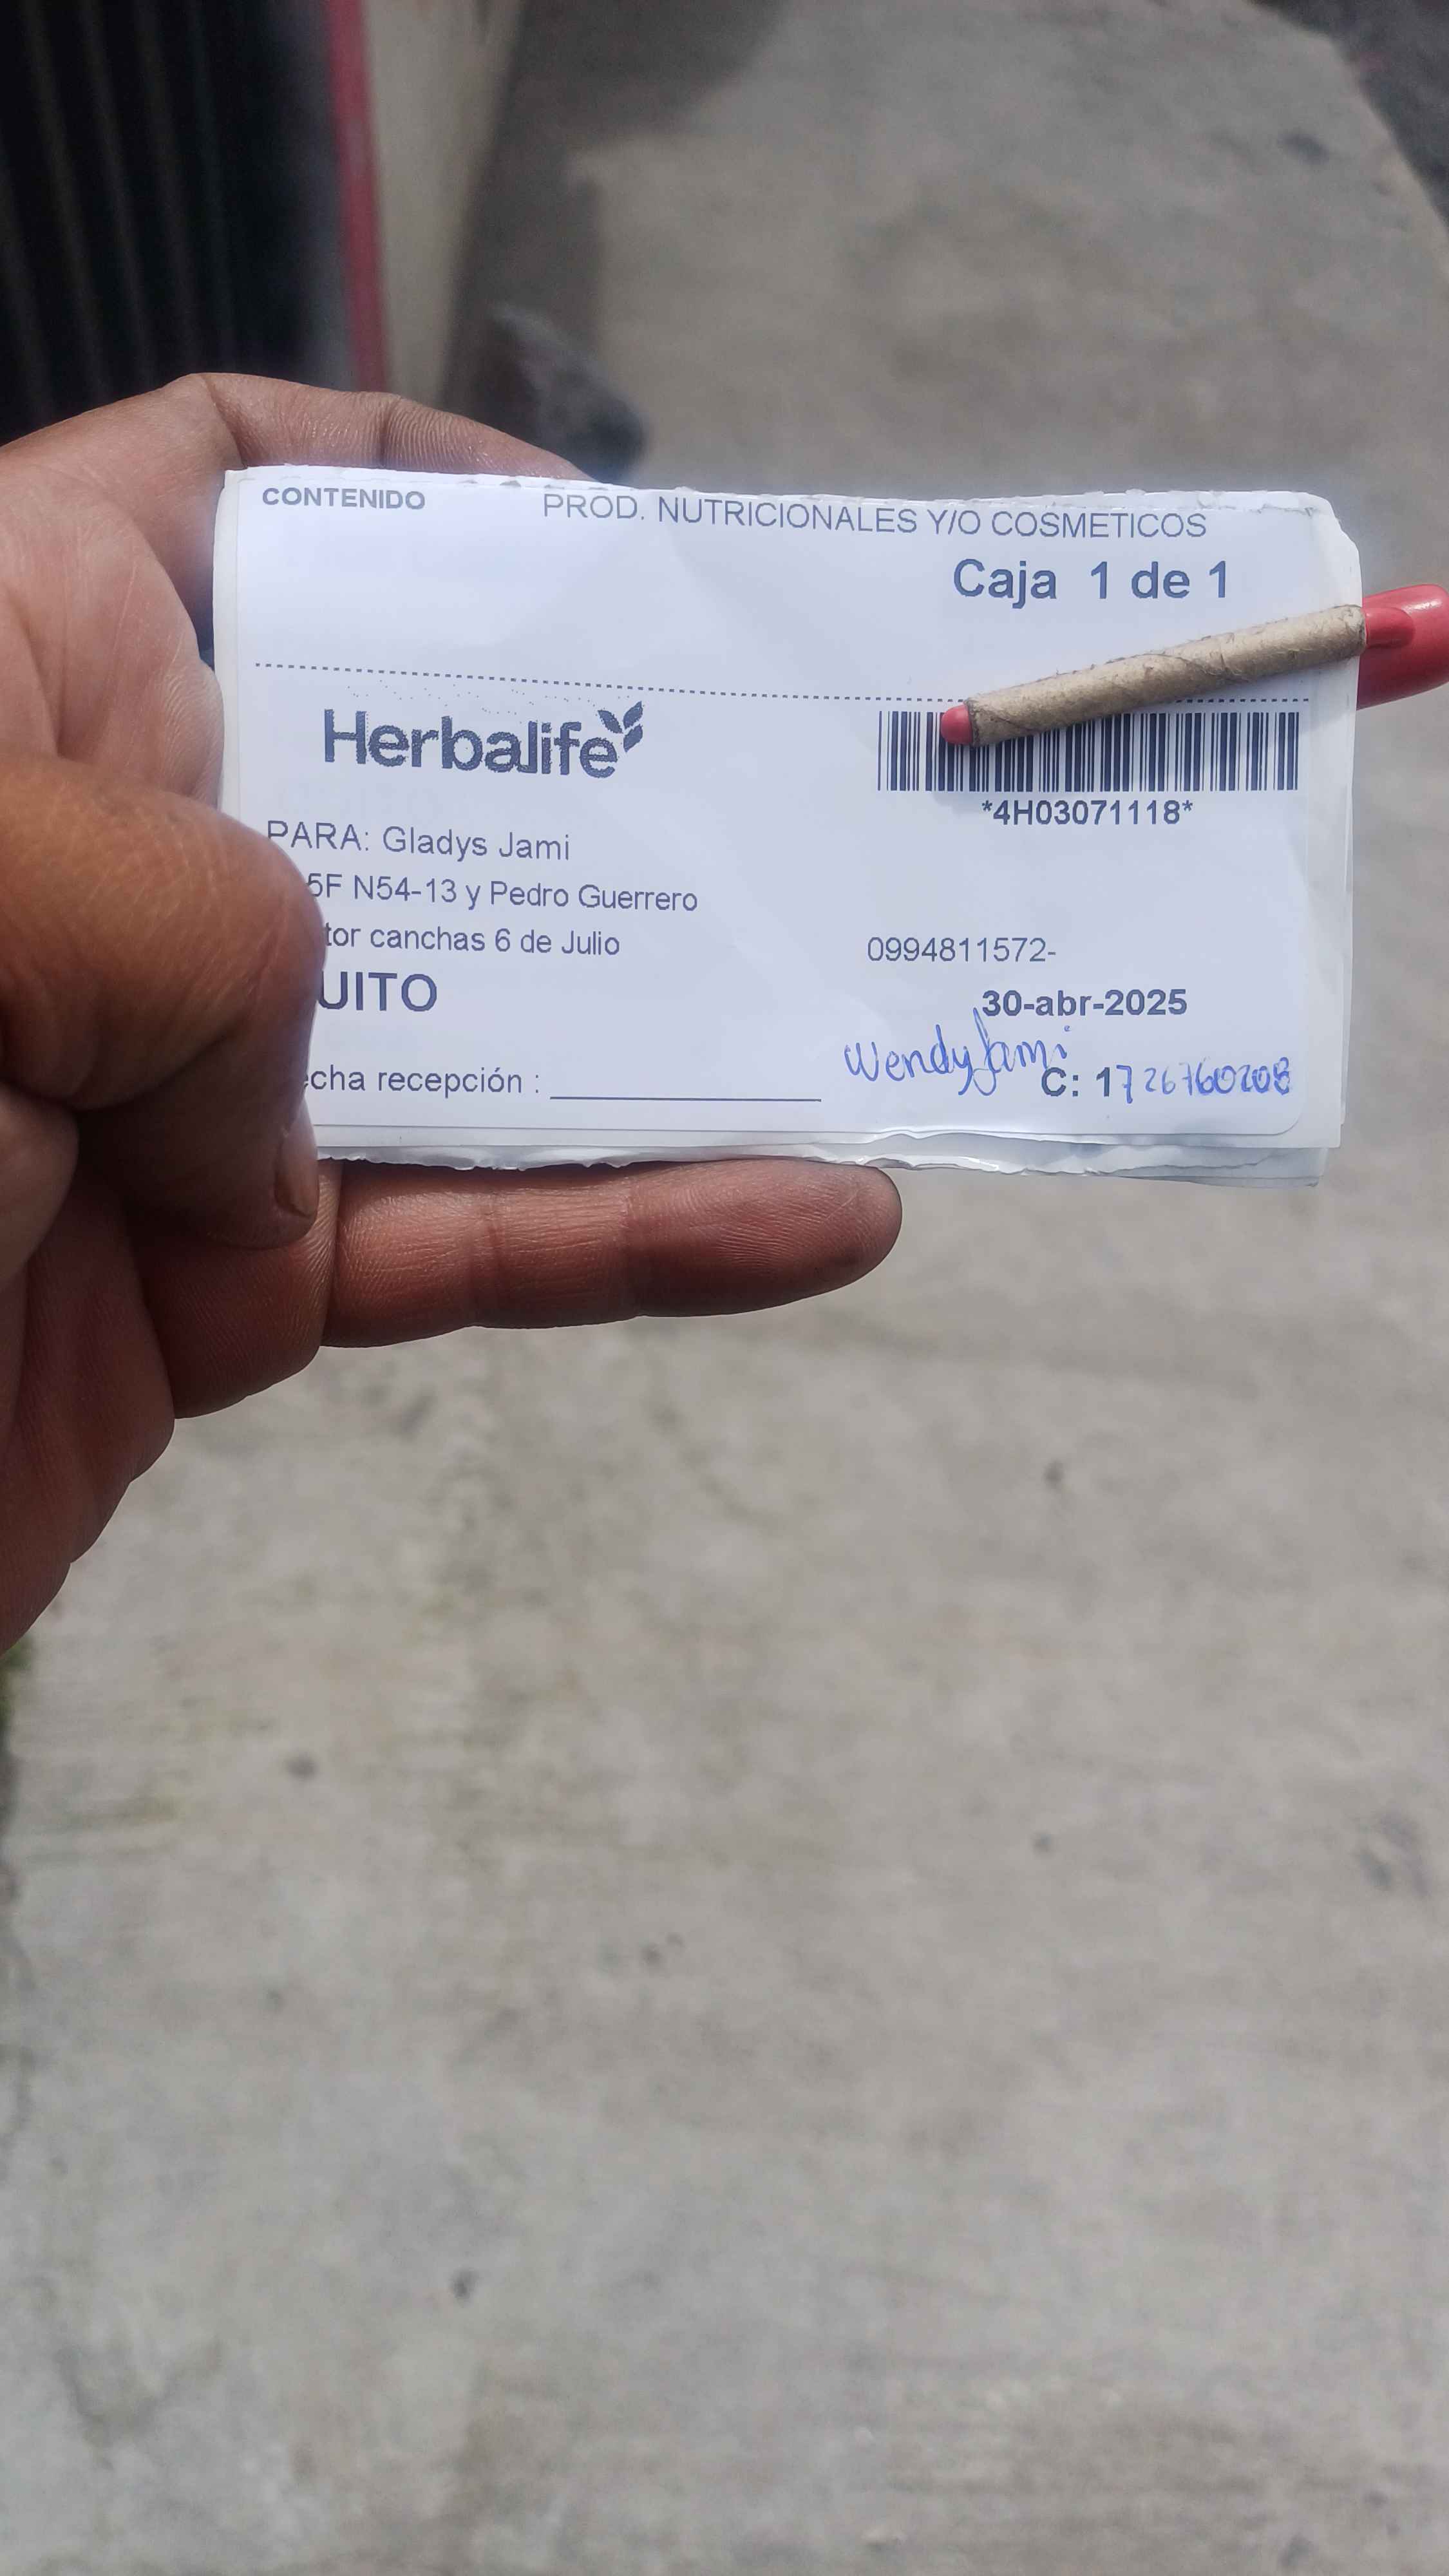 CONTENIDO PROD. NUTRICIONALES Y/O COSMETICOS
Caja 1 de 1
Herbalife
*4H03071118*
PARA: Gladys Jami
5F N54-13 y Pedro Guerrero
tor canchas 6 de Julio
0994811572-
UITO
30-abr-2025
Wendy Jami
cha recepción :
C: 1726760208